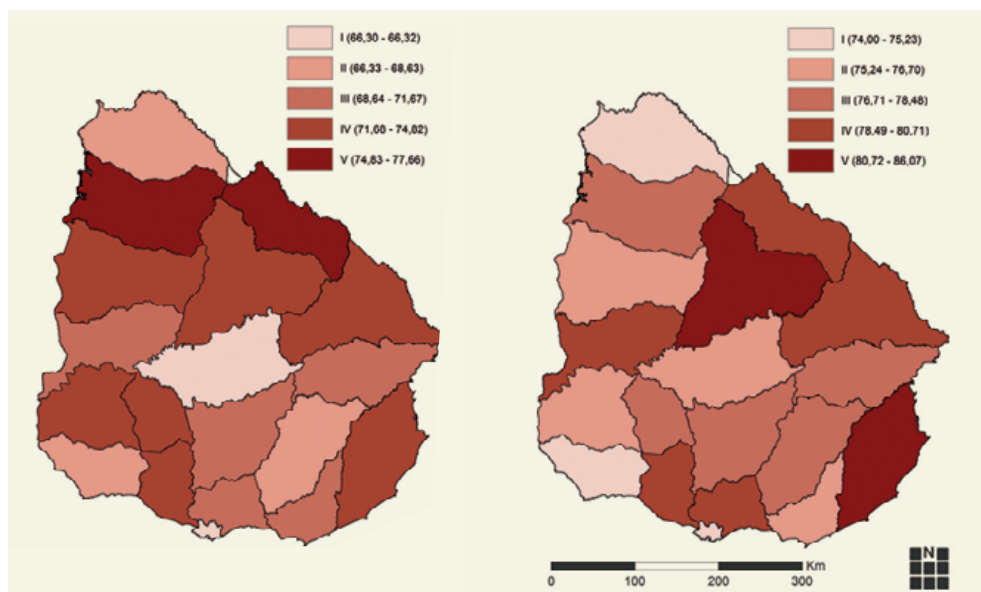 I (66,30 - 66,32)
II (66,33 - 68,63)
III (68,64 - 71,67)
IV (71,68 - 74,82)
V (74,83 - 77,66)
I (74,00 - 75,23)
II (75,24 - 76,70)
III (76,71 - 78,48)
IV (78,49 - 80,71)
V (80,72 - 86,07)
Km
0 100 200 300
N